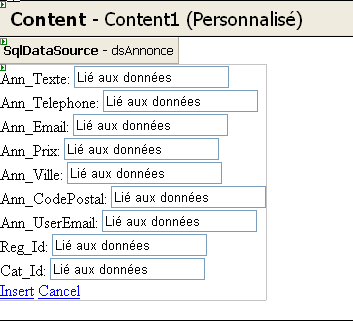 Content - Content1 (Personnalisé)
SqlDataSource - dsAnnonce
Ann_Texte: Lié aux données
Ann_Telephone: Lié aux données
Ann_Email: Lié aux données
Ann_Prix: Lié aux données
Ann_Ville: Lié aux données
Ann_CodePostal: Lié aux données
Ann_UserEmail: Lié aux données
Reg_Id: Lié aux données
Cat_Id: Lié aux données
Insert Cancel